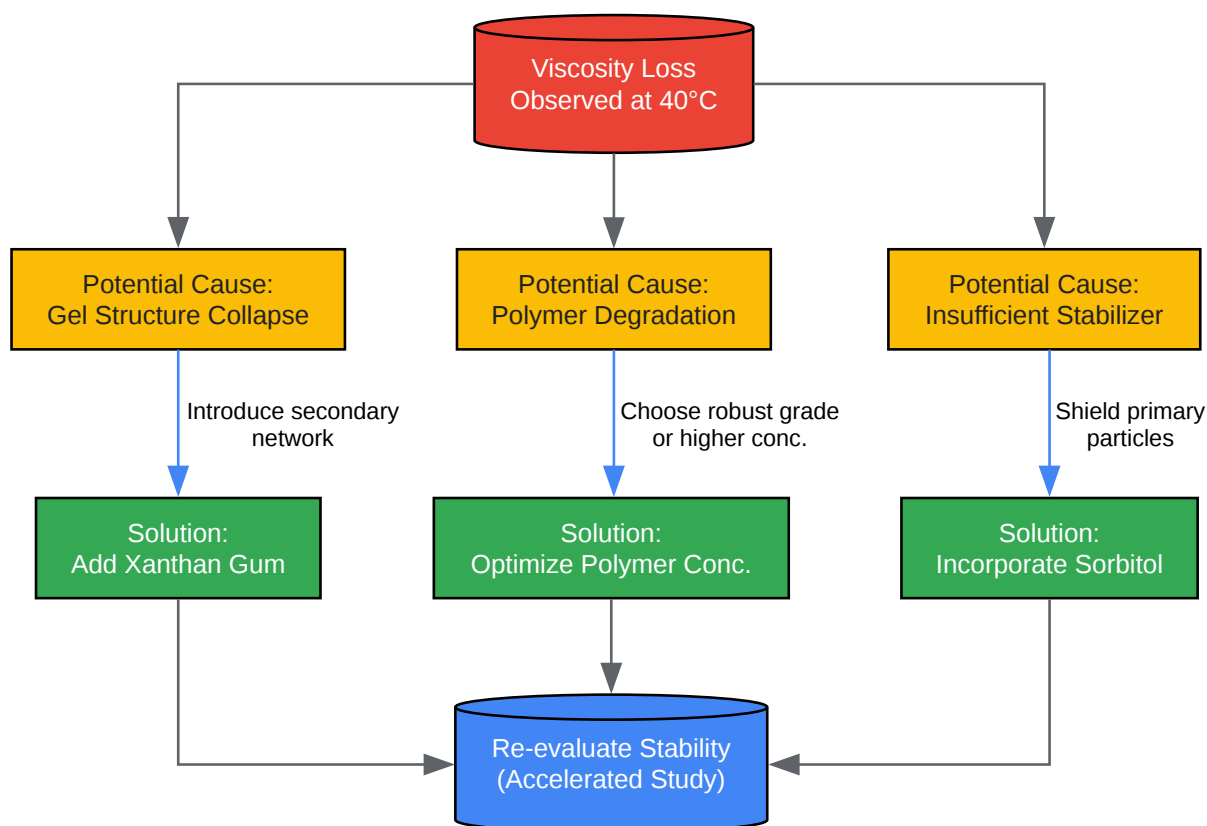 Viscosity Loss
Observed at 40°C
Potential Cause:
Gel Structure Collapse
Potential Cause:
Polymer Degradation
Potential Cause:
Insufficient Stabilizer
Introduce secondary
network
Choose robust grade
or higher conc.
Shield primary
particles
Solution:
Add Xanthan Gum
Solution:
Optimize Polymer Conc.
Solution:
Incorporate Sorbitol
Re-evaluate Stability
(Accelerated Study)